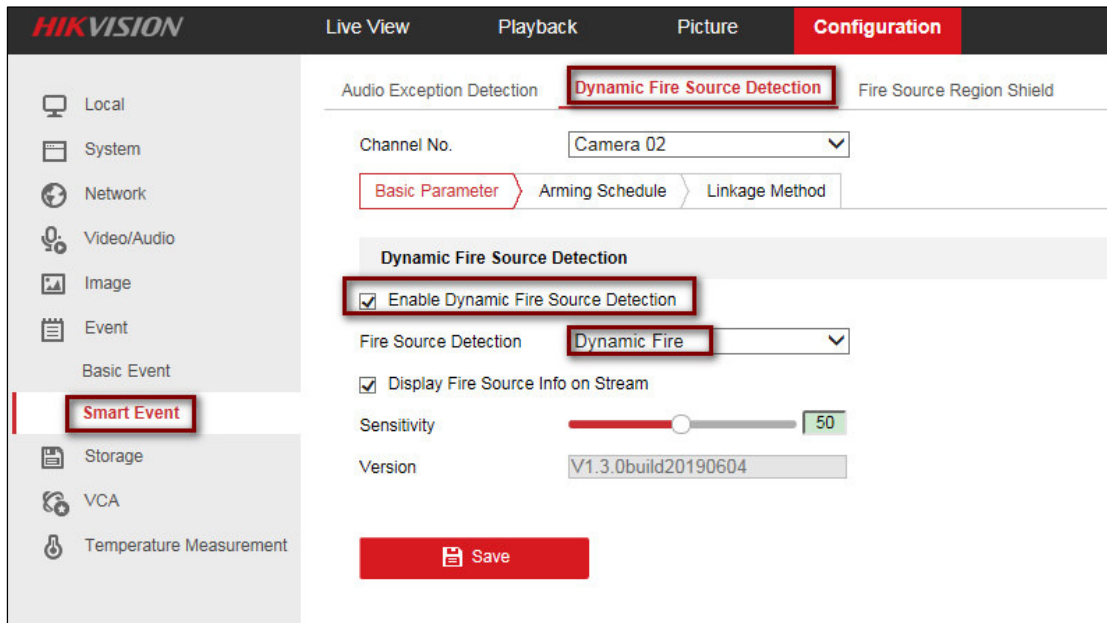 HIKVISION Live View Playback Picture Configuration
Audio Exception Detection Dynamic Fire Source Detection Fire Source Region Shield
Local
System
Network
Video/Audio
Image
Event
Basic Event
Smart Event
Storage
VCA
Temperature Measurement
Channel No. Camera 02
Basic Parameter Arming Schedule Linkage Method
Dynamic Fire Source Detection
Enable Dynamic Fire Source Detection
Fire Source Detection Dynamic Fire
Display Fire Source Info on Stream
Sensitivity 50
Version V1.3.0build20190604
Save